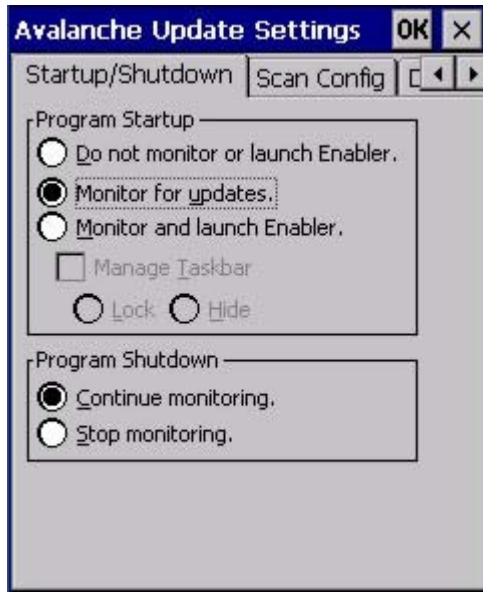 Avalanche Update Settings OK ×
Startup/Shutdown Scan Config
Program Startup
Do not monitor or launch Enabler.
Monitor for updates.
Monitor and launch Enabler.
Manage Taskbar
Lock Hide
Program Shutdown
Continue monitoring.
Stop monitoring.